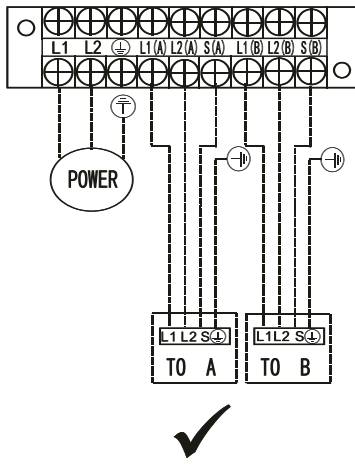 L1 L2 L1(A) L2(A) S(A) L1(B) L2(B) S(B)
POWER
L1 L2 S
TO A
L1 L2 S
TO B